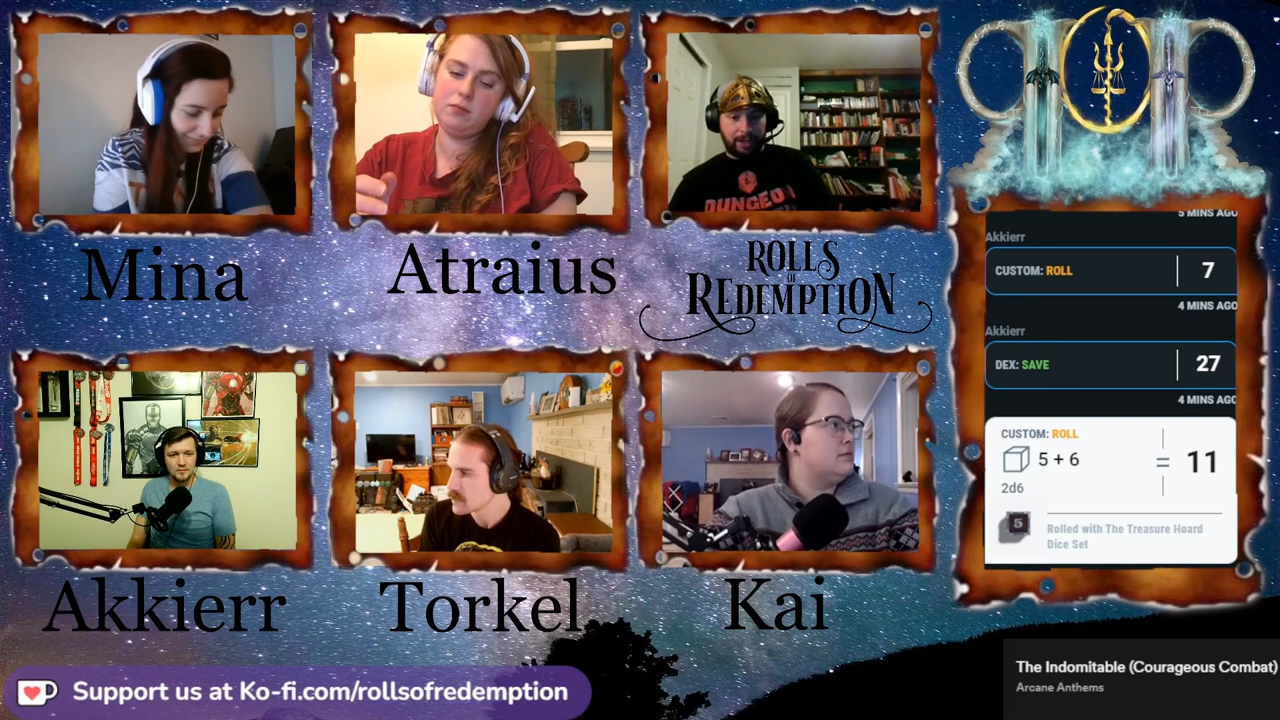 Mina
Atraius
ROLLS
OF
REDEMPTION
DUNGEO
Akkierr
Torkel
Kai
Support us at Ko-fi.com/rollsofredemption
5 MINS AGO
Akkierr
CUSTOM: ROLL 7
4 MINS AGO
Akkierr
DEX: SAVE 27
4 MINS AGO
CUSTOM: ROLL
5 + 6 = 11
2d6
5
Rolled with The Treasure Hoard
Dice Set
The Indomitable (Courageous Combat)
Arcane Anthems